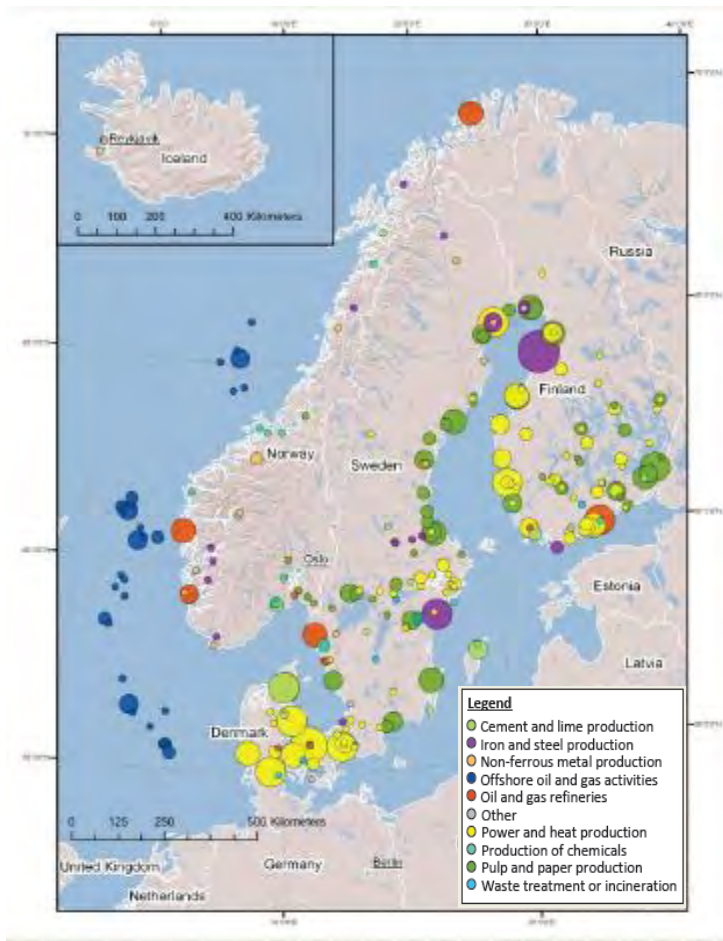 Reykjavik
Iceland
0 100 200 400 Kilometers
Russia
Finland
Norway
Sweden
Oslo
Estonia
Latvia
Denmark
Legend
Cement and lime production
Iron and steel production
Non-ferrous metal production
Offshore oil and gas activities
Oil and gas refineries
Other
Power and heat production
Production of chemicals
Pulp and paper production
Waste treatment or incineration
0 125 250 500 Kilometers
United Kingdom
Germany
Berlin
Netherlands